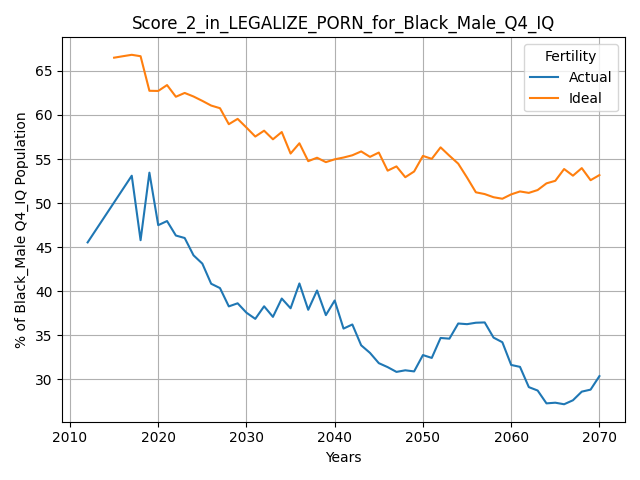 Score_2_in_LEGALIZE_PORN_for_Black_Male_Q4_IQ
Fertility
Actual
Ideal
% of Black_Male Q4_IQ Population
65
60
55
50
45
40
35
30
2010 2020 2030 2040 2050 2060 2070
Years